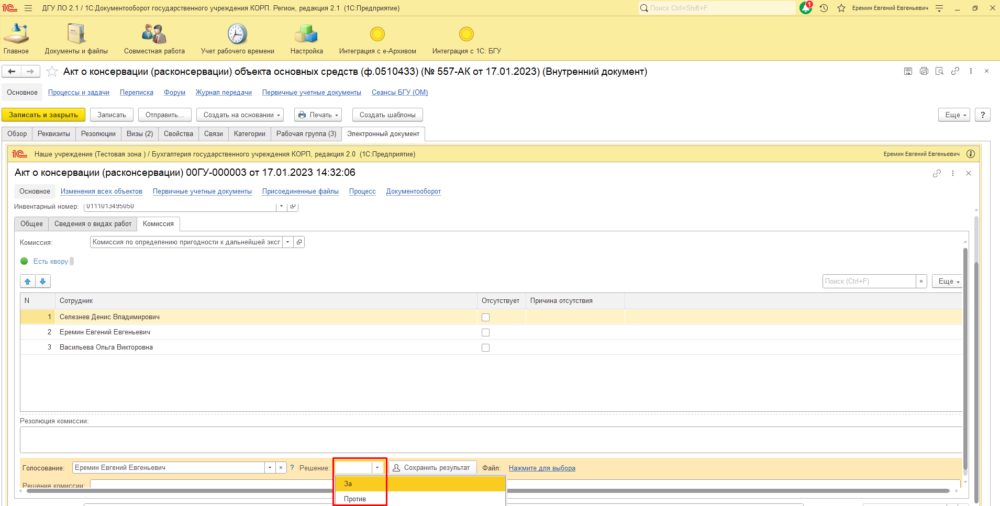 1С ДГУ ЛО 2.1 / 1С:Документооборот государственного учреждения КОРП. Регион, редакция 2.1 (1С:Предприятие) Поиск Ctrl+Shift+F 1 Еремин Евгений Евгеньевич
Главное Документы и файлы Совместная работа Учет рабочего времени Настройка Интеграция с е-Архивом Интеграция с 1С: БГУ
Акт о консервации (расконсервации) объекта основных средств (ф.0510433) (№ 557-АК от 17.01.2023) (Внутренний документ)
Основное Процессы и задачи Переписка Форум Журнал передачи Первичные учетные документы Сеансы БГУ (ОМ)
Записать и закрыть Записать Отправить... Создать на основании Печать Создать шаблоны Еще ?
Обзор Реквизиты Резолюции Визы (2) Свойства Связи Категории Рабочая группа (3) Электронный документ
1С Наше учреждение (Тестовая зона ) / Бухгалтерия государственного учреждения КОРП, редакция 2.0 (1С:Предприятие) Еремин Евгений Евгеньевич
Акт о консервации (расконсервации) 00ГУ-000003 от 17.01.2023 14:32:06
Основное Изменения всех объектов Первичные учетные документы Присоединенные файлы Процесс Документооборот
Инвентарный номер: 0111013495050
Общее Сведения о видах работ Комиссия
Комиссия: Комиссия по определению пригодности к дальнейшей эксп
Есть квору
Поиск (Ctrl+F) × Еще
N Сотрудник Отсутствует Причина отсутствия
1 Селезнев Денис Владимирович
2 Еремин Евгений Евгеньевич
3 Васильева Ольга Викторовна
Резолюция комиссии:
Голосование: Еремин Евгений Евгеньевич × ? Решение: Сохранить результат Файл: Нажмите для выбора
Решение комиссии: За
Против